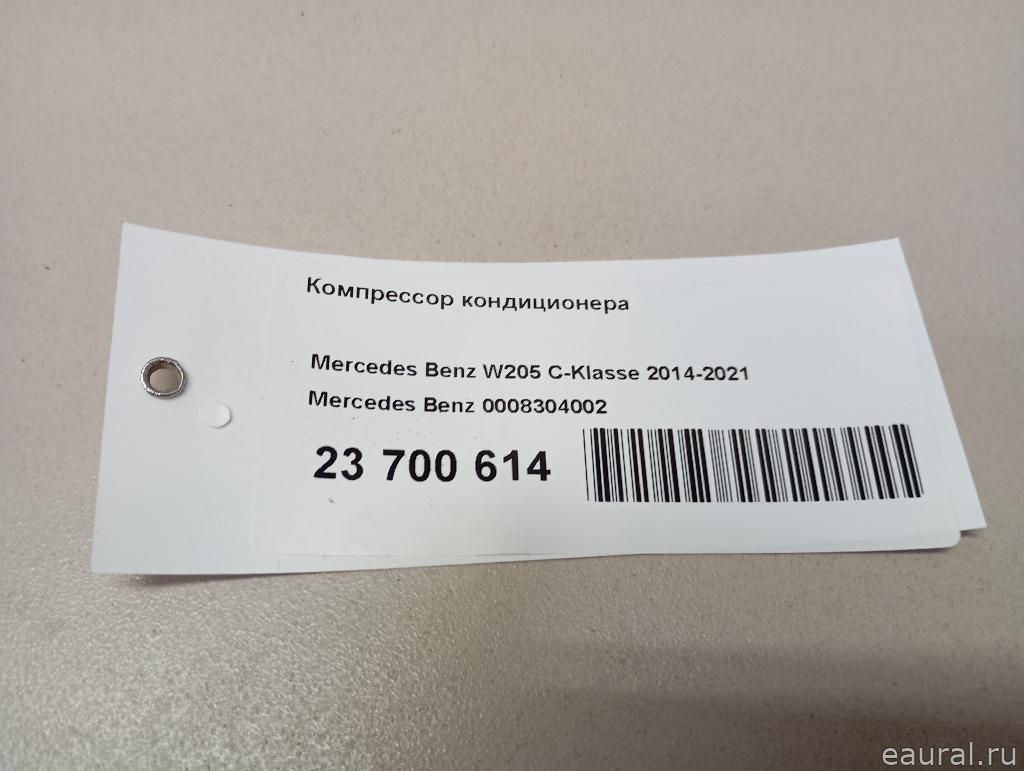 Компрессор кондиционера
Mercedes Benz W205 C-Klasse 2014-2021
Mercedes Benz 0008304002
23 700 614
eaural.ru